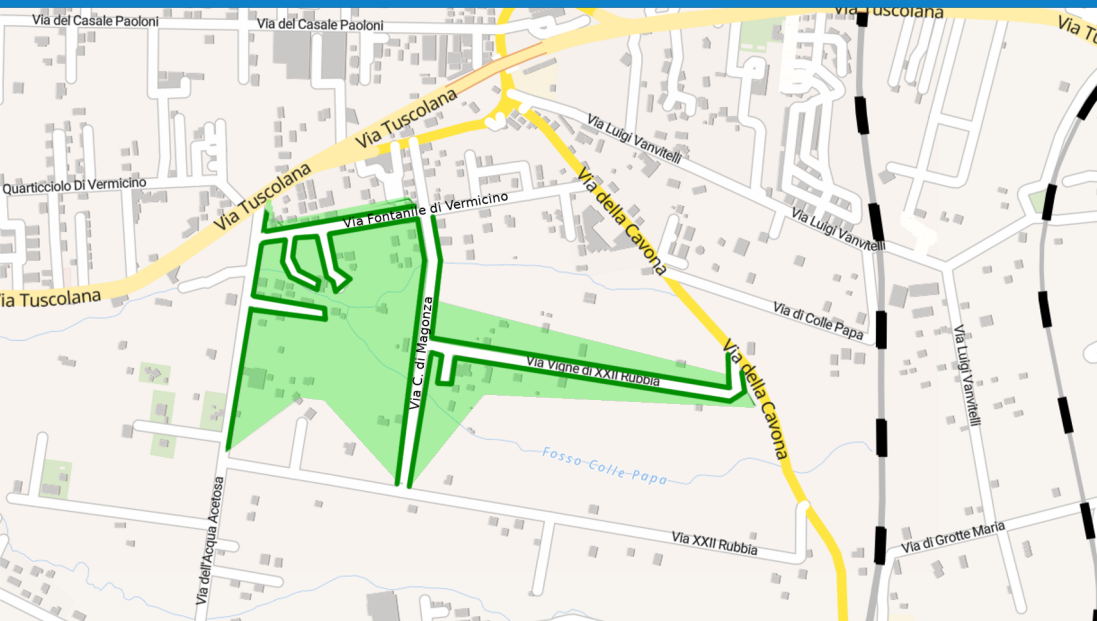 Via del Casale Paoloni
Via del Casale Paoloni
Via Tuscolana
Via Tu
Via Tuscolana
Via Luigi Vanvitelli
Quarticciolo Di Vermicino
Via Tuscolana
Via Fontanile di Vermicino
Via della Cavona
Via Luigi Vanvitelli
ia Tuscolana
Via C. di Magonza
Via di Colle Papa
Via Luigi Vanvitelli
Via Vigne di XXII Rubbia
Via della Cavona
Fosso Colle Papa
Via dell'Acqua Acetosa
Via XXII Rubbia
Via di Grotte Maria